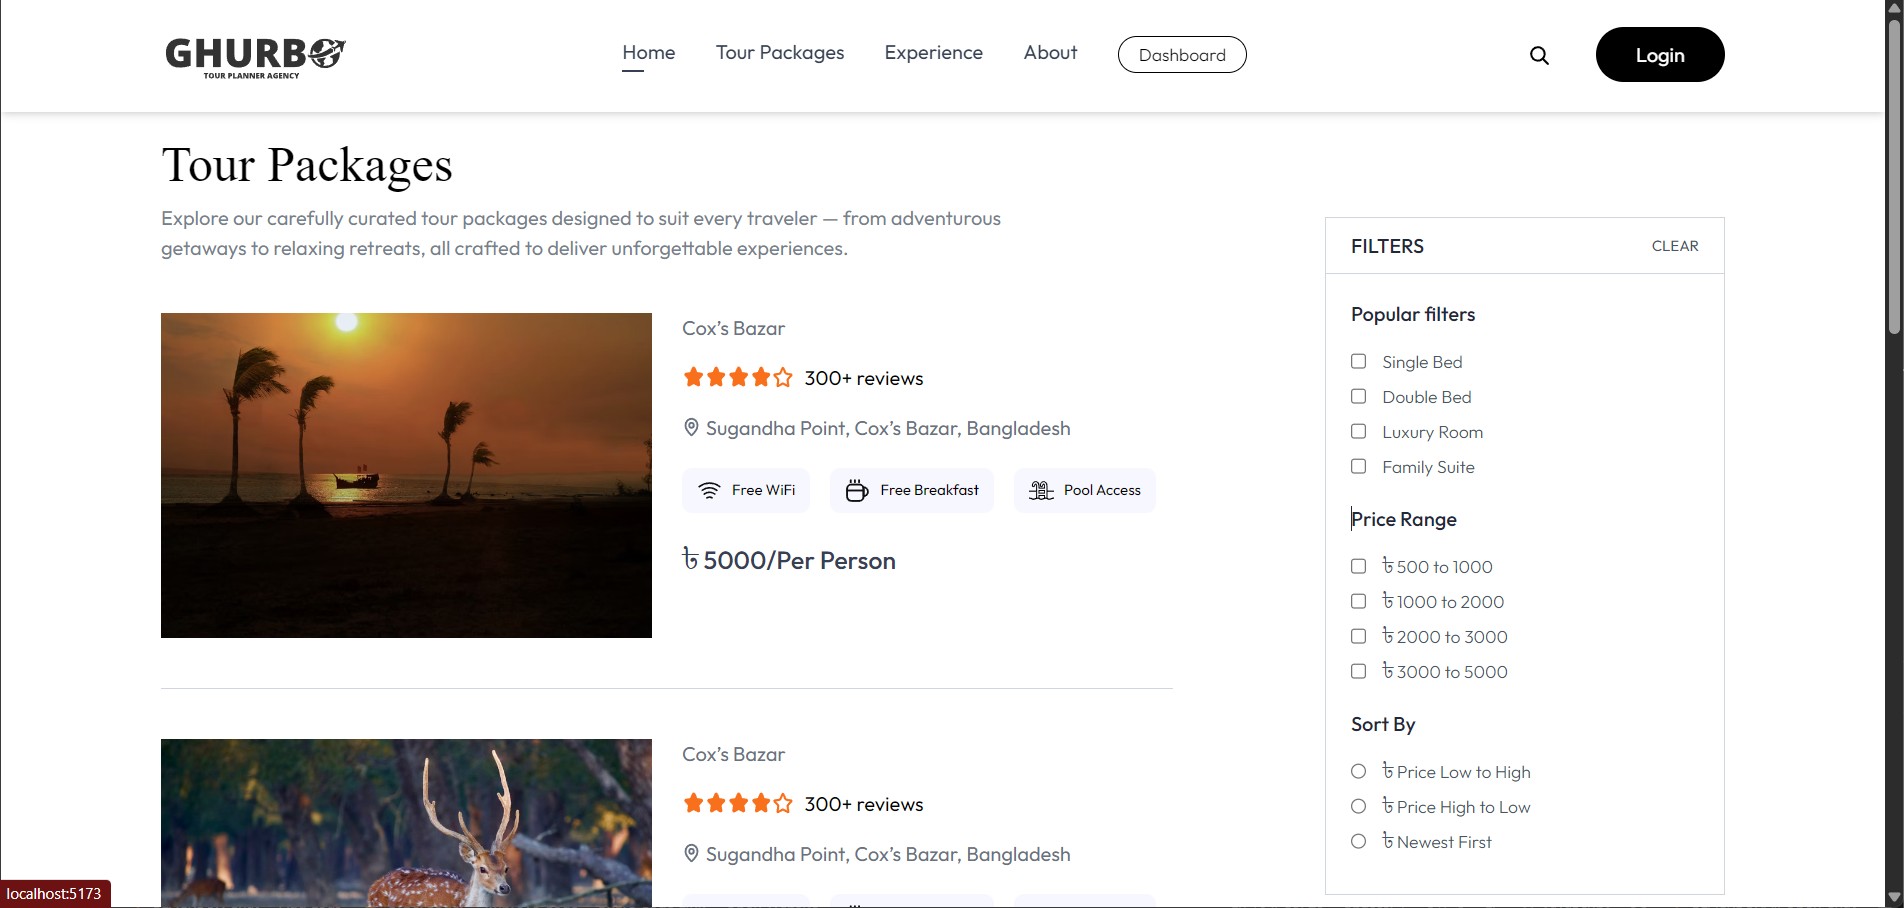 GHURBO
TOUR PLANNER AGENCY
Home
Tour Packages
Experience
About
Dashboard
Login
Tour Packages
Explore our carefully curated tour packages designed to suit every traveler — from adventurous
getaways to relaxing retreats, all crafted to deliver unforgettable experiences.
Cox’s Bazar
300+ reviews
Sugandha Point, Cox’s Bazar, Bangladesh
Free WiFi
Free Breakfast
Pool Access
৳ 5000/Per Person
Cox’s Bazar
300+ reviews
Sugandha Point, Cox’s Bazar, Bangladesh
FILTERS
CLEAR
Popular filters
Single Bed
Double Bed
Luxury Room
Family Suite
Price Range
৳ 500 to 1000
৳ 1000 to 2000
৳ 2000 to 3000
৳ 3000 to 5000
Sort By
৳ Price Low to High
৳ Price High to Low
৳ Newest First
localhost:5173